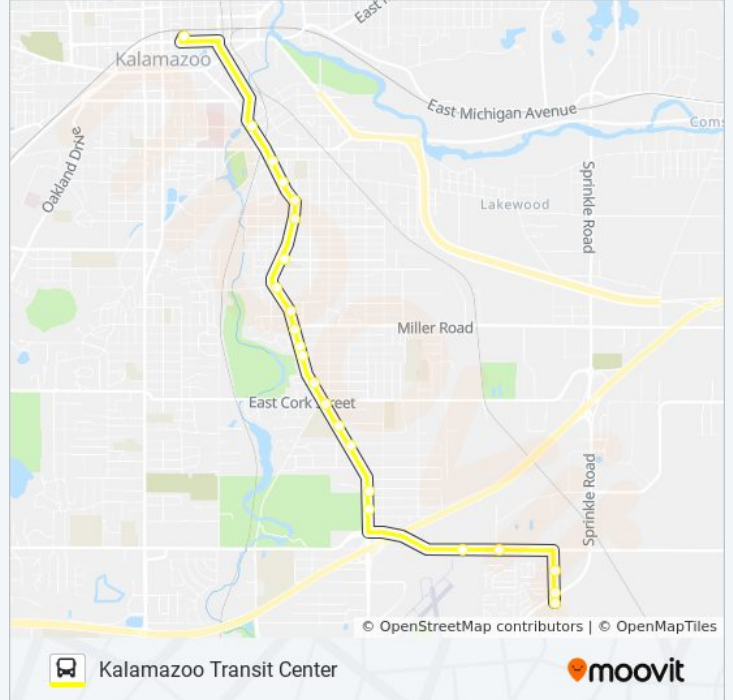 East
Kalamazoo
East Michigan Avenue
Coms
Oakland Drive
Sprinkle Road
Lakewood
Miller Road
East Cork Street
Sprinkle Road
© OpenStreetMap contributors | © OpenMapTiles
Kalamazoo Transit Center
moovit